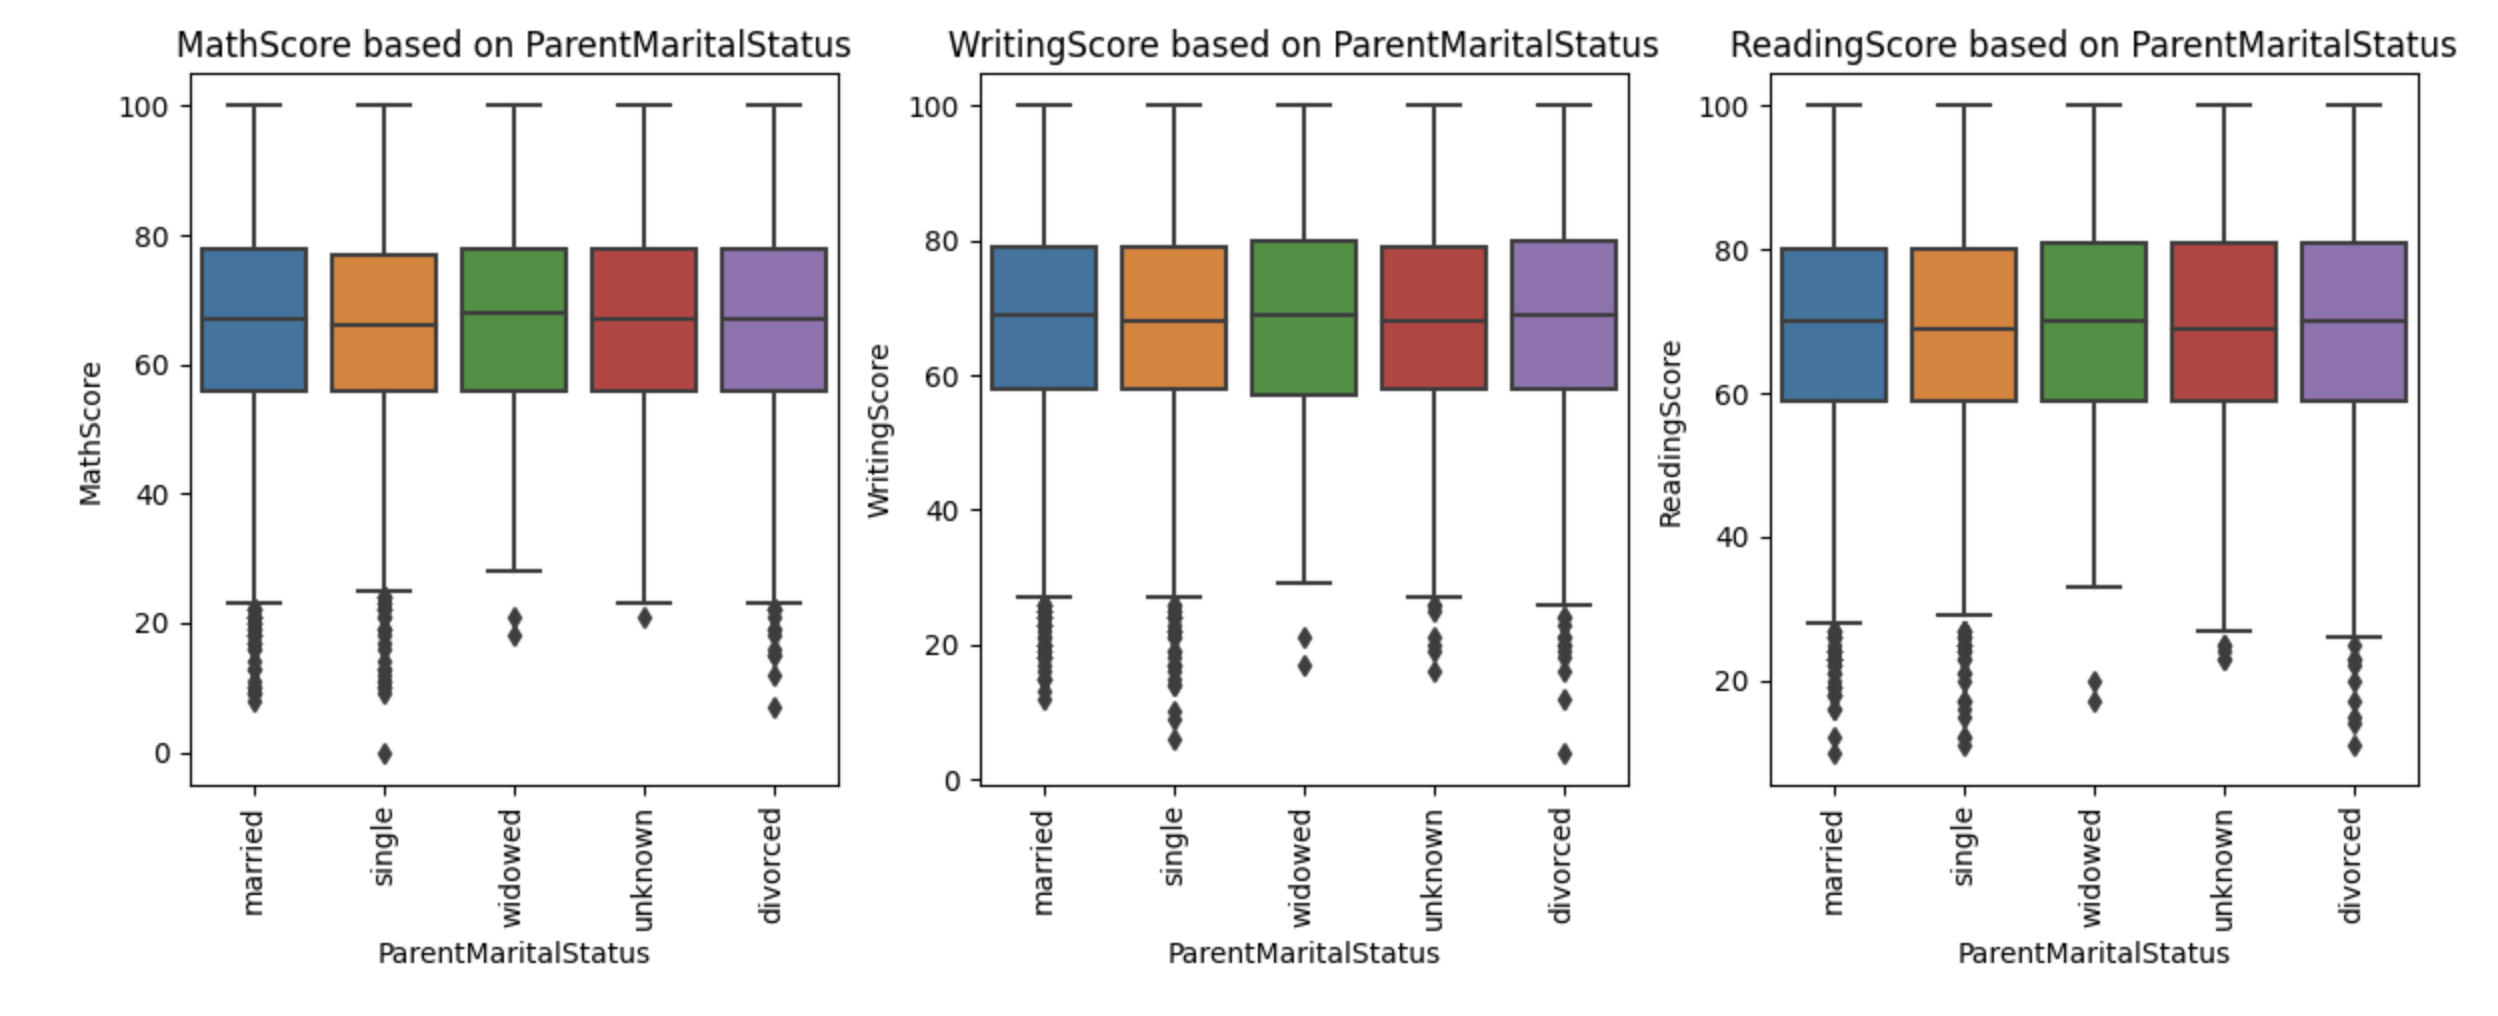 MathScore based on ParentMaritalStatus
MathScore
100
80
60
40
20
0
married
single
widowed
unknown
divorced
ParentMaritalStatus
WritingScore based on ParentMaritalStatus
WritingScore
100
80
60
40
20
0
married
single
widowed
unknown
divorced
ParentMaritalStatus
ReadingScore based on ParentMaritalStatus
ReadingScore
100
80
60
40
20
married
single
widowed
unknown
divorced
ParentMaritalStatus